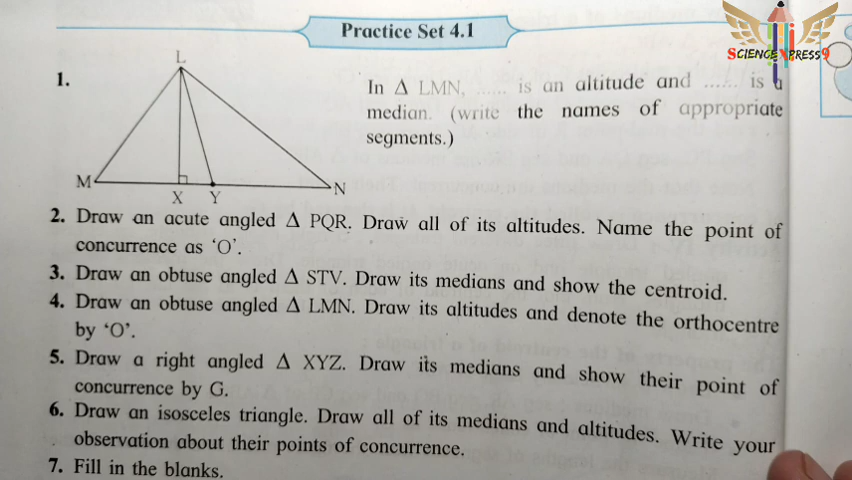 Practice Set 4.1
SCIENCE XPRESS9
1.
L
M
X
Y
N
In Δ LMN, ...... is an altitude and ...... is a
median. (write the names of appropriate
segments.)
2. Draw an acute angled Δ PQR. Draw all of its altitudes. Name the point of
concurrence as ‘O’.
3. Draw an obtuse angled Δ STV. Draw its medians and show the centroid.
4. Draw an obtuse angled Δ LMN. Draw its altitudes and denote the orthocentre
by ‘O’.
5. Draw a right angled Δ XYZ. Draw its medians and show their point of
concurrence by G.
6. Draw an isosceles triangle. Draw all of its medians and altitudes. Write your
observation about their points of concurrence.
7. Fill in the blanks.